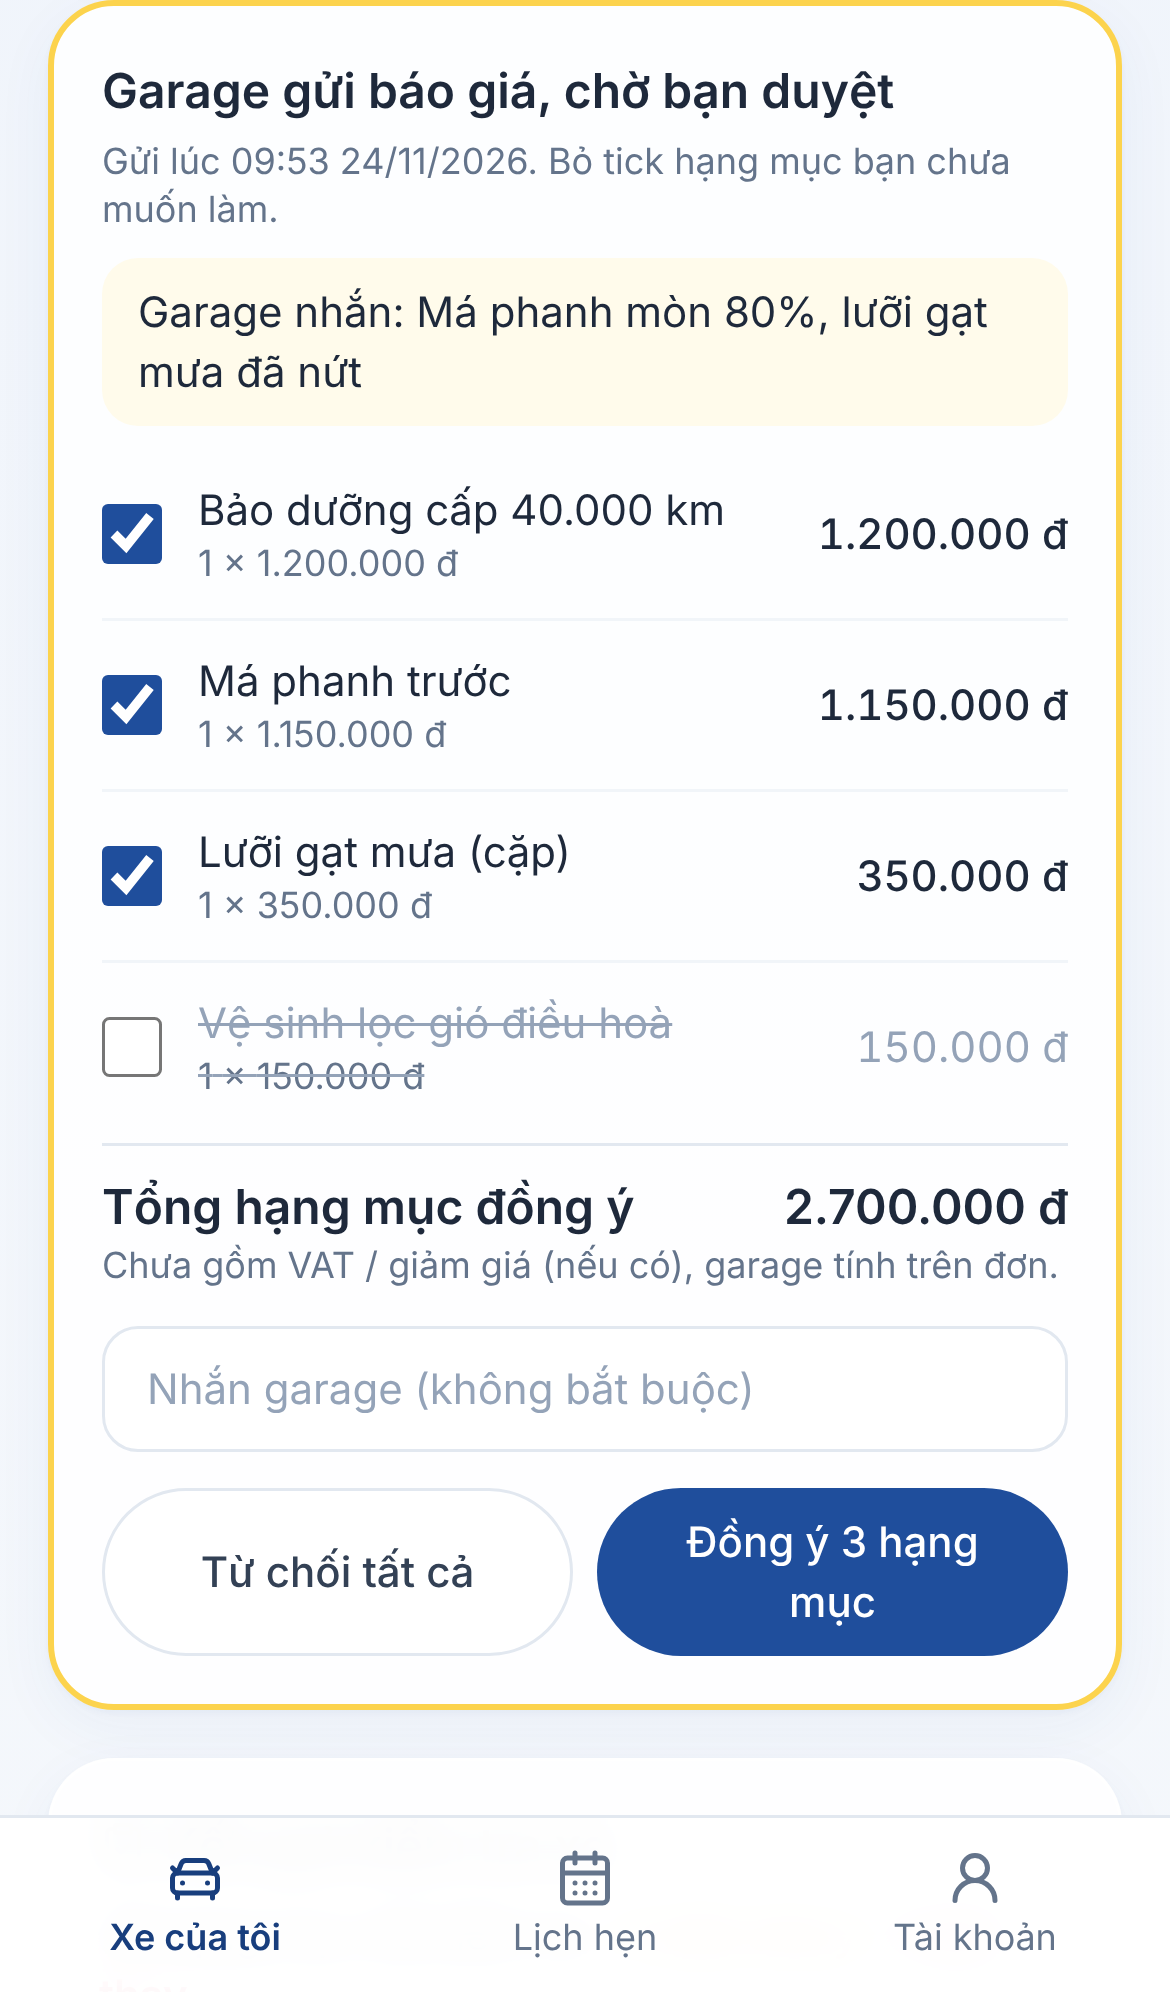 Garage gửi báo giá, chờ bạn duyệt
Gửi lúc 09:53 24/11/2026. Bỏ tick hạng mục bạn chưa
muốn làm.
Garage nhắn: Má phanh mòn 80%, lưỡi gạt
mưa đã nứt
Bảo dưỡng cấp 40.000 km
1 × 1.200.000 đ
1.200.000 đ
Má phanh trước
1 × 1.150.000 đ
1.150.000 đ
Lưỡi gạt mưa (cặp)
1 × 350.000 đ
350.000 đ
Vệ sinh lọc gió điều hoà
1 × 150.000 đ
150.000 đ
Tổng hạng mục đồng ý
2.700.000 đ
Chưa gồm VAT / giảm giá (nếu có), garage tính trên đơn.
Nhắn garage (không bắt buộc)
Từ chối tất cả
Đồng ý 3 hạng
mục
Xe của tôi
Lịch hẹn
Tài khoản